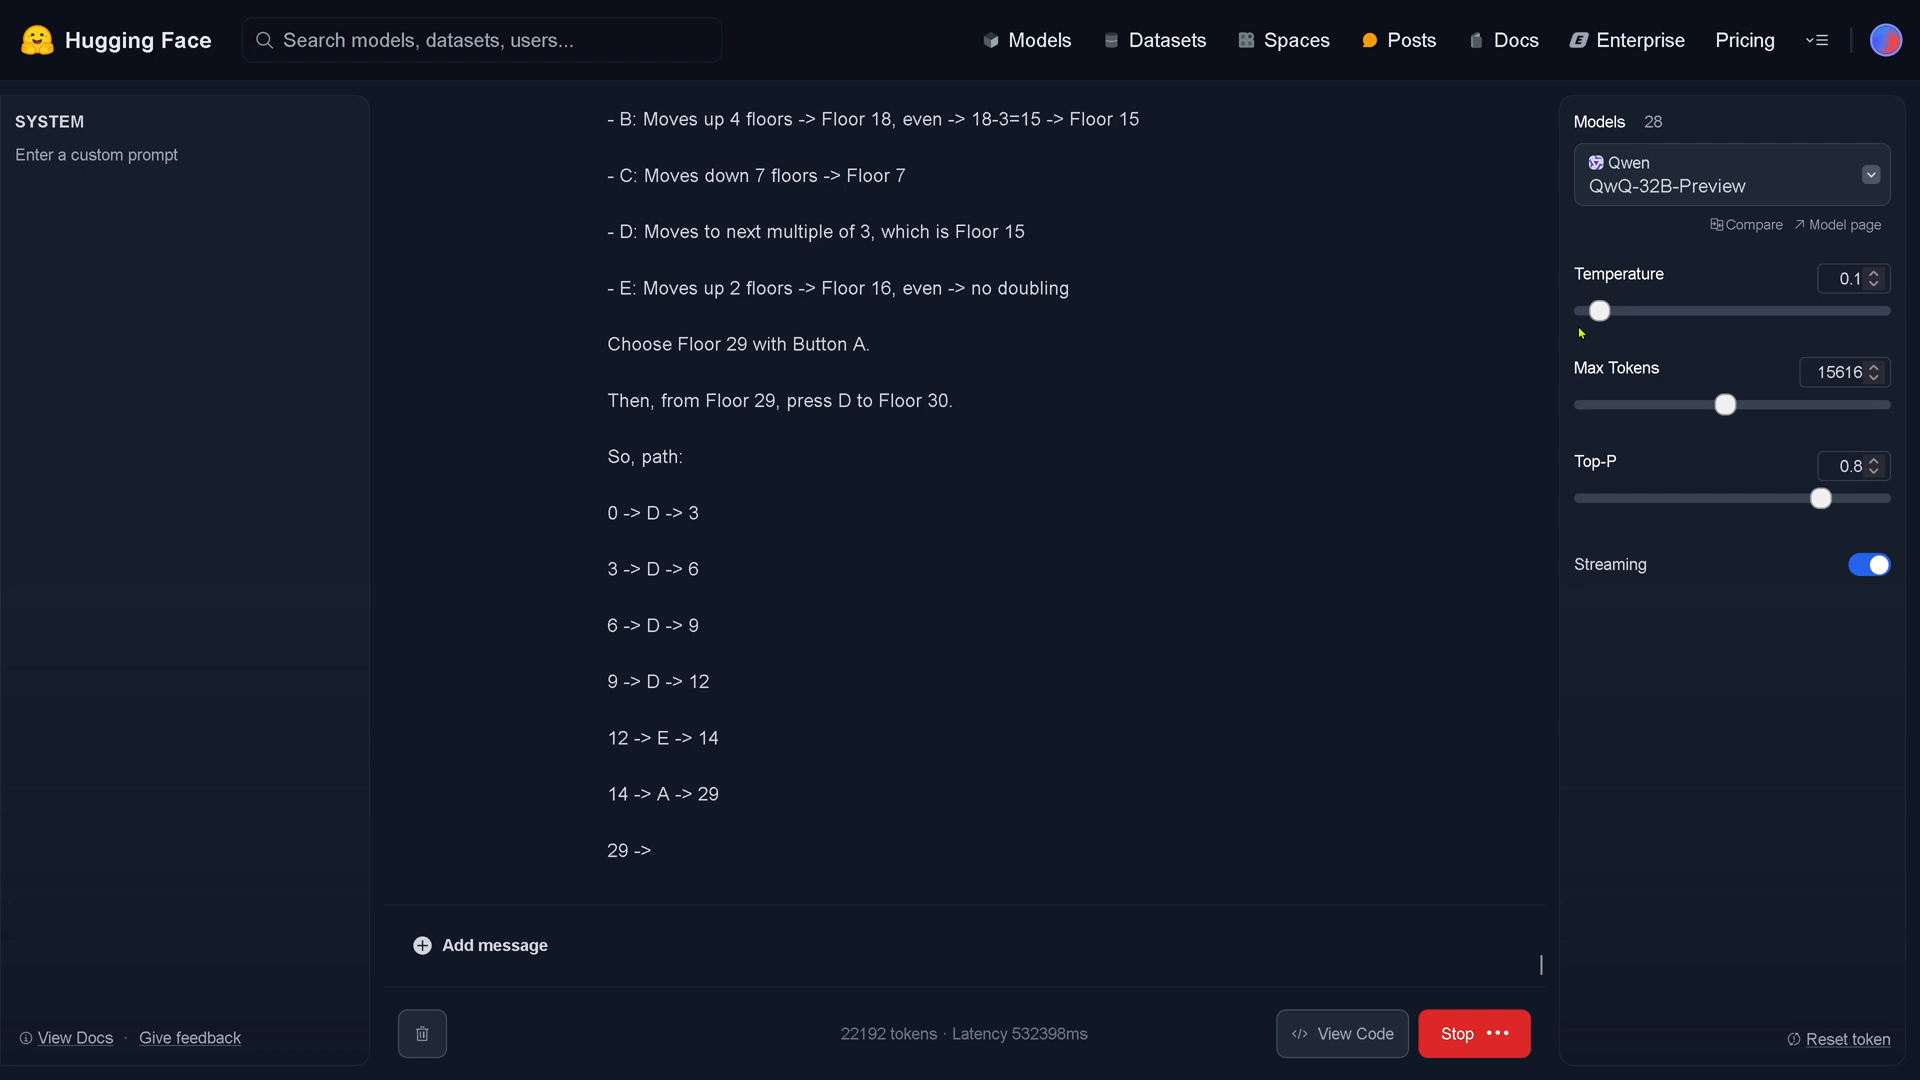 Hugging Face
Search models, datasets, users...
Models
Datasets
Spaces
Posts
Docs
Enterprise
Pricing
SYSTEM
Enter a custom prompt
- B: Moves up 4 floors -> Floor 18, even -> 18-3=15 -> Floor 15
- C: Moves down 7 floors -> Floor 7
- D: Moves to next multiple of 3, which is Floor 15
- E: Moves up 2 floors -> Floor 16, even -> no doubling
Choose Floor 29 with Button A.
Then, from Floor 29, press D to Floor 30.
So, path:
0 -> D -> 3
3 -> D -> 6
6 -> D -> 9
9 -> D -> 12
12 -> E -> 14
14 -> A -> 29
29 ->
Add message
22192 tokens · Latency 532398ms
View Code
Stop
View Docs · Give feedback
Models 28
Qwen
QwQ-32B-Preview
Compare
Model page
Temperature 0.1
Max Tokens 15616
Top-P 0.8
Streaming
Reset token